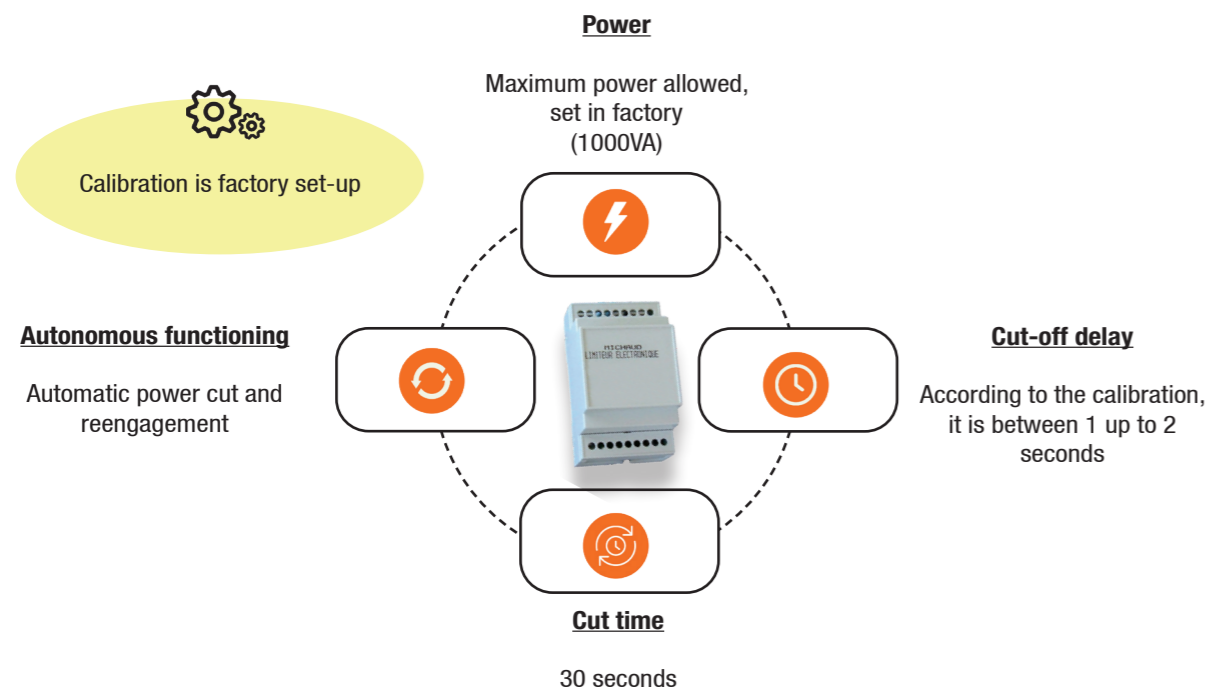 Power
Maximum power allowed,
set in factory
(1000VA)
Calibration is factory set-up
Autonomous functioning
Automatic power cut and
reengagement
MICHAUD
LIMITEUR ELECTRONIQUE
Cut-off delay
According to the calibration,
it is between 1 up to 2
seconds
Cut time
30 seconds